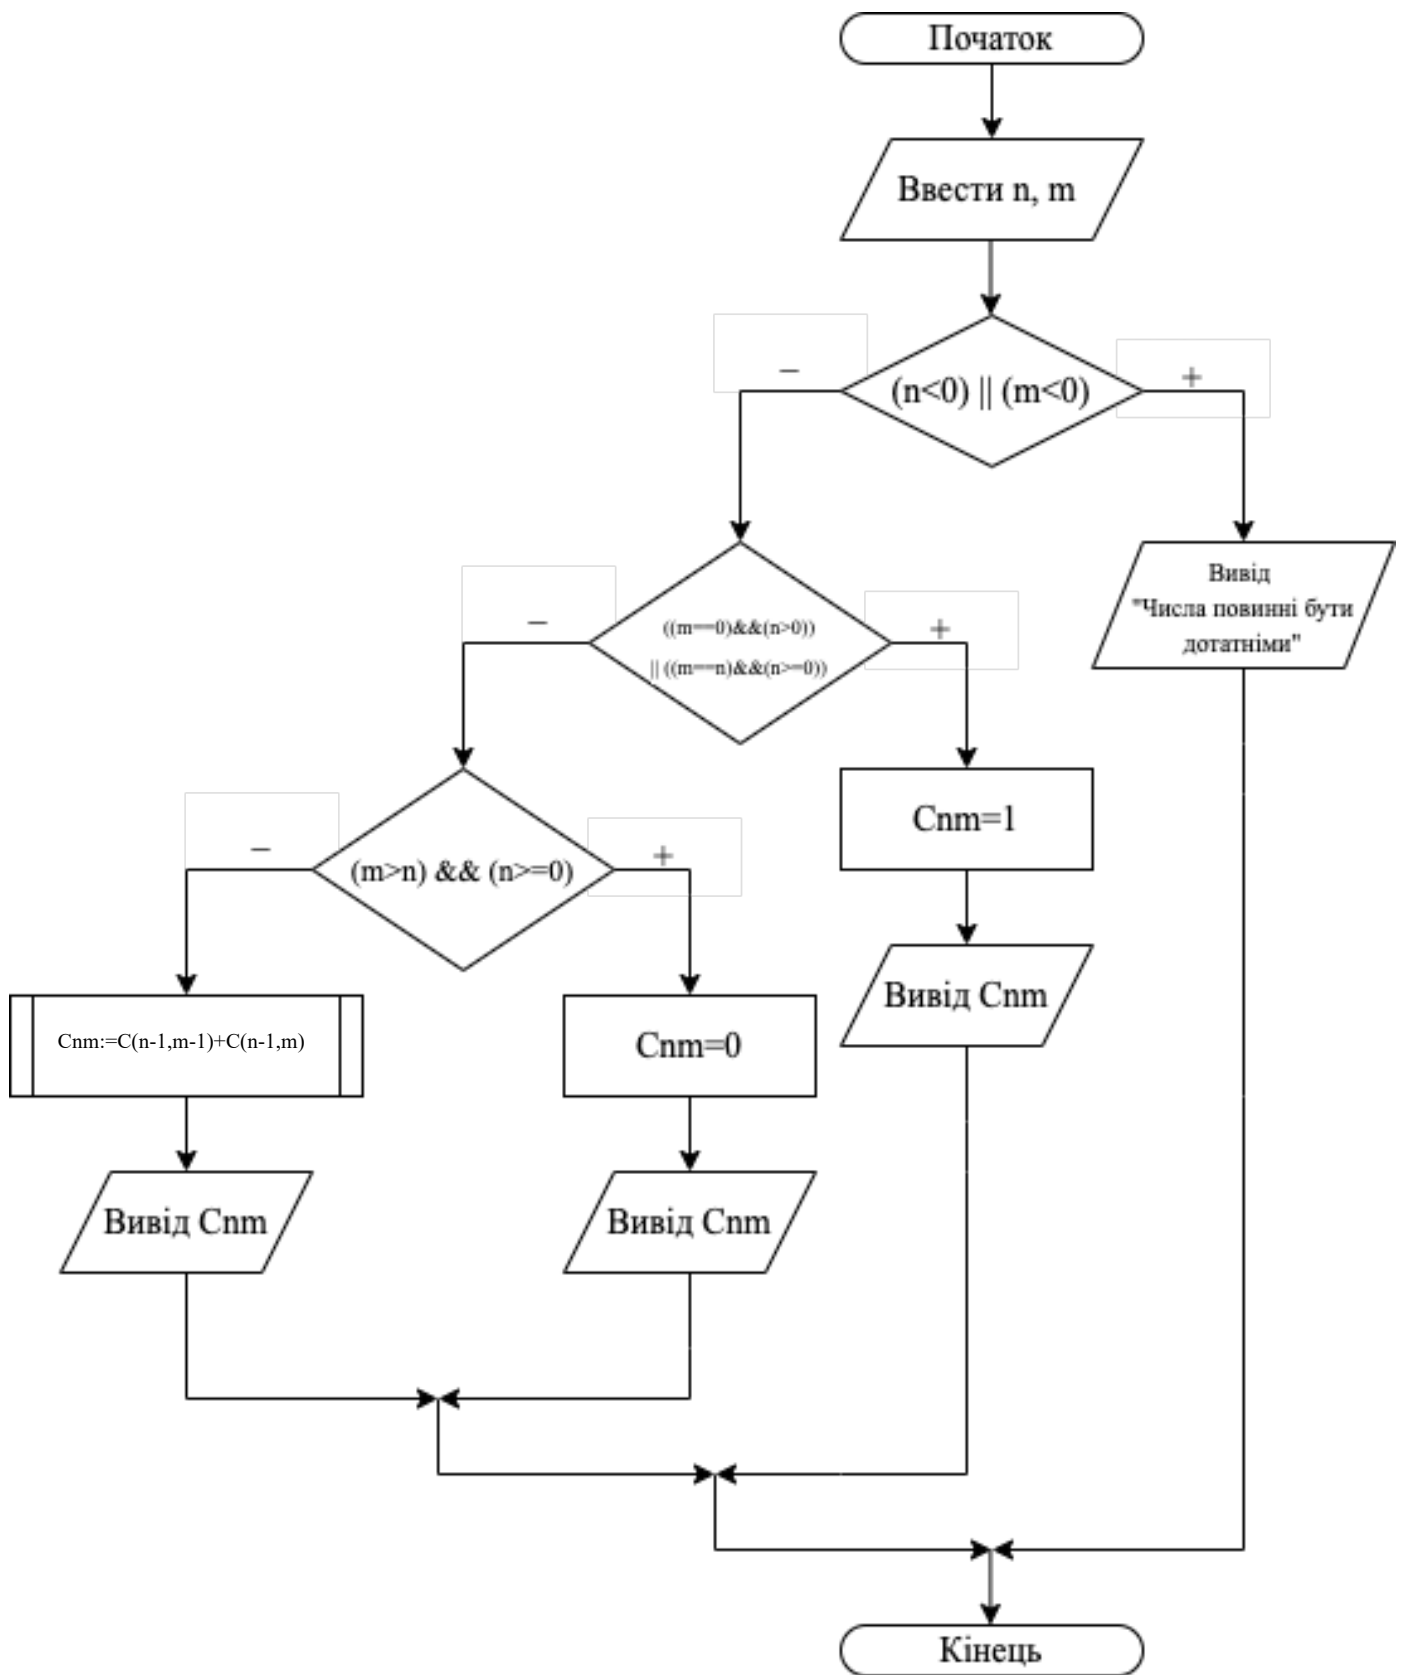 Початок
Ввести n, m
(n<0) || (m<0)
−
+
Вивід
"Числа повинні бути
дотатніми"
((m==0)&&(n>0))
|| ((m==n)&&(n>=0))
−
+
Cnm=1
(m>n) && (n>=0)
−
+
Вивід Cnm
Cnm:=C(n-1,m-1)+C(n-1,m)
Cnm=0
Вивід Cnm
Вивід Cnm
Кінець